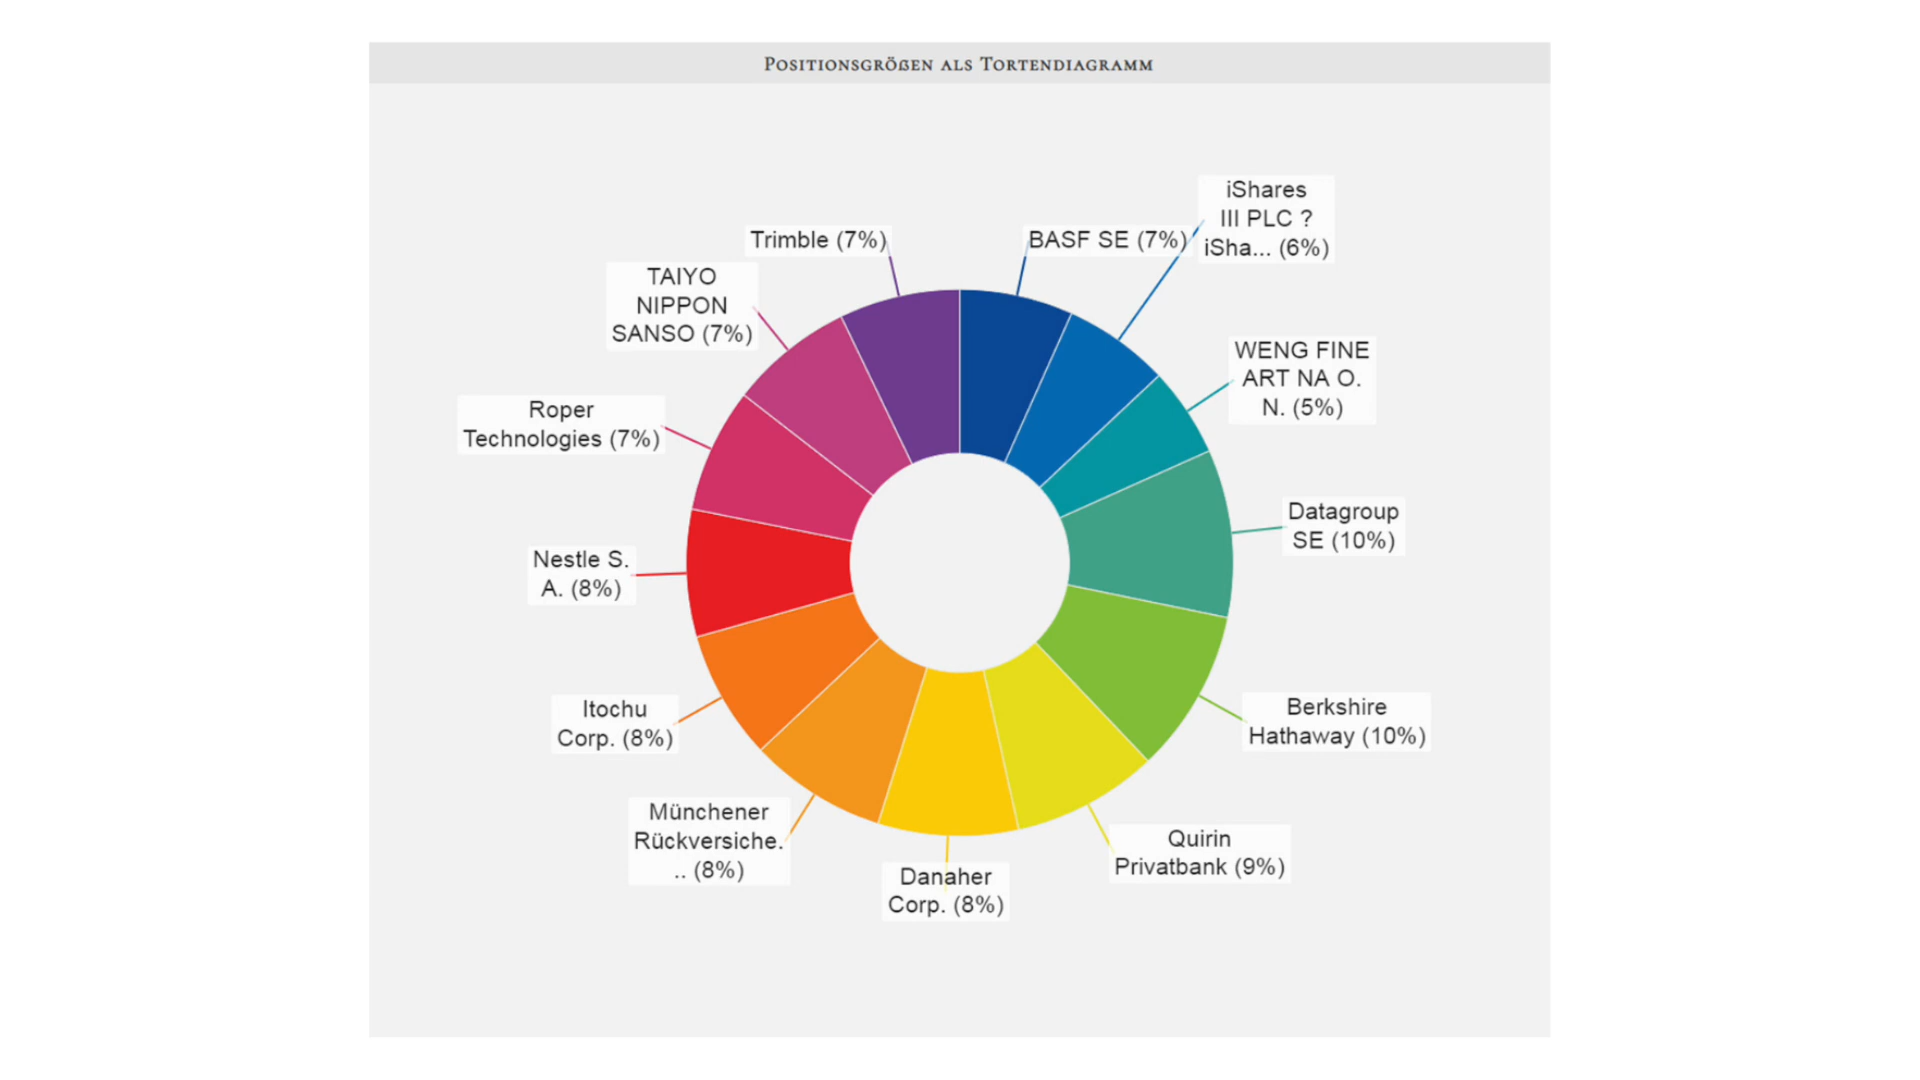 Positionsgrößen als Tortendiagramm
iShares
III PLC ?
iSha... (6%)
Trimble (7%)
BASF SE (7%)
TAIYO
NIPPON
SANSO (7%)
WENG FINE
ART NA O.
N. (5%)
Roper
Technologies (7%)
Datagroup
SE (10%)
Nestle S.
A. (8%)
Berkshire
Hathaway (10%)
Itochu
Corp. (8%)
Münchener
Rückversiche.
.. (8%)
Quirin
Privatbank (9%)
Danaher
Corp. (8%)